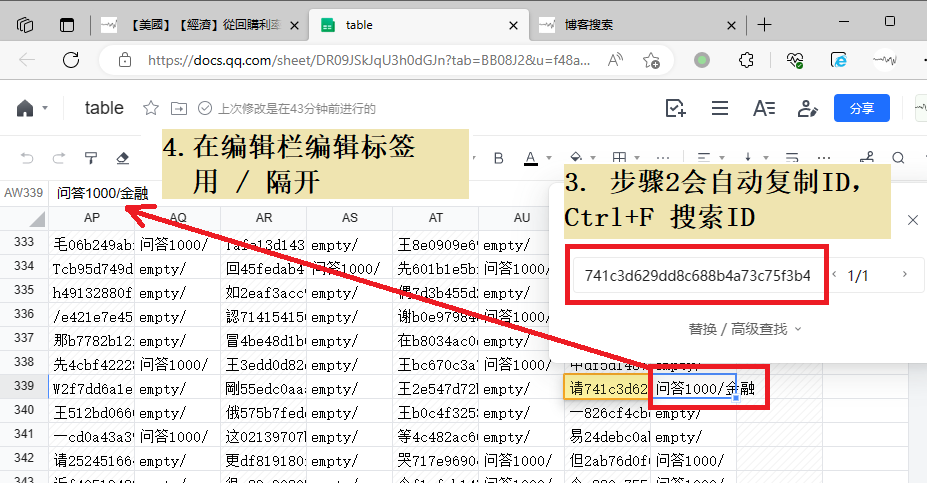 【美國】【經濟】從回購利率
table
博客搜索
https://docs.qq.com/sheet/DR09JSkJqU3h0dGJn?tab=BB08J2&u=f48a...
table
上次修改是在43分钟前进行的
分享
4.在编辑栏编辑标签
用 / 隔开
3. 步骤2会自动复制ID，
Ctrl+F 搜索ID
AW339 问答1000/金融
AP AQ AR AS AT AU
741c3d629dd8c688b4a73c75f3b4 1/1
替换 / 高级查找
333 毛06b249ab 问答1000/ empty/ 王8e0909e6 问答1000/
334 Tcb95d749d empty/ 回45fedab4 问答1000/ 先601b1e5b 问答1000/
335 h49132880f empty/ 如2eaf3acc9 empty/ 偶7d3b455d2 empty/
336 /e421e7e45 empty/ 認714154150 empty/ 谢b0e97984 问答1000/
337 那b7782b12 empty/ 冒4be48d1b empty/ 在b8034ac0 empty/
338 先4cbf4222 问答1000/ 王3edd0d82 empty/ 王bc670c3a 问答1000/ empty/
339 W2f7dd6a1e empty/ 剛55edc0aa empty/ 王2e547d72 empty/ 请741c3d62 问答1000/金融
340 王512bd066 empty/ 俄575b7fed empty/ 王b0c4f325 empty/ 一826cf4cb empty/
341 一cd0a43a39 问答1000/ 这02139707 empty/ 等4c482ac6 empty/ 易24debc0a empty/
342 请25245166 empty/ 更df819180 empty/ 哭717e9690 问答1000/ 但2ab76d0f 问答1000/